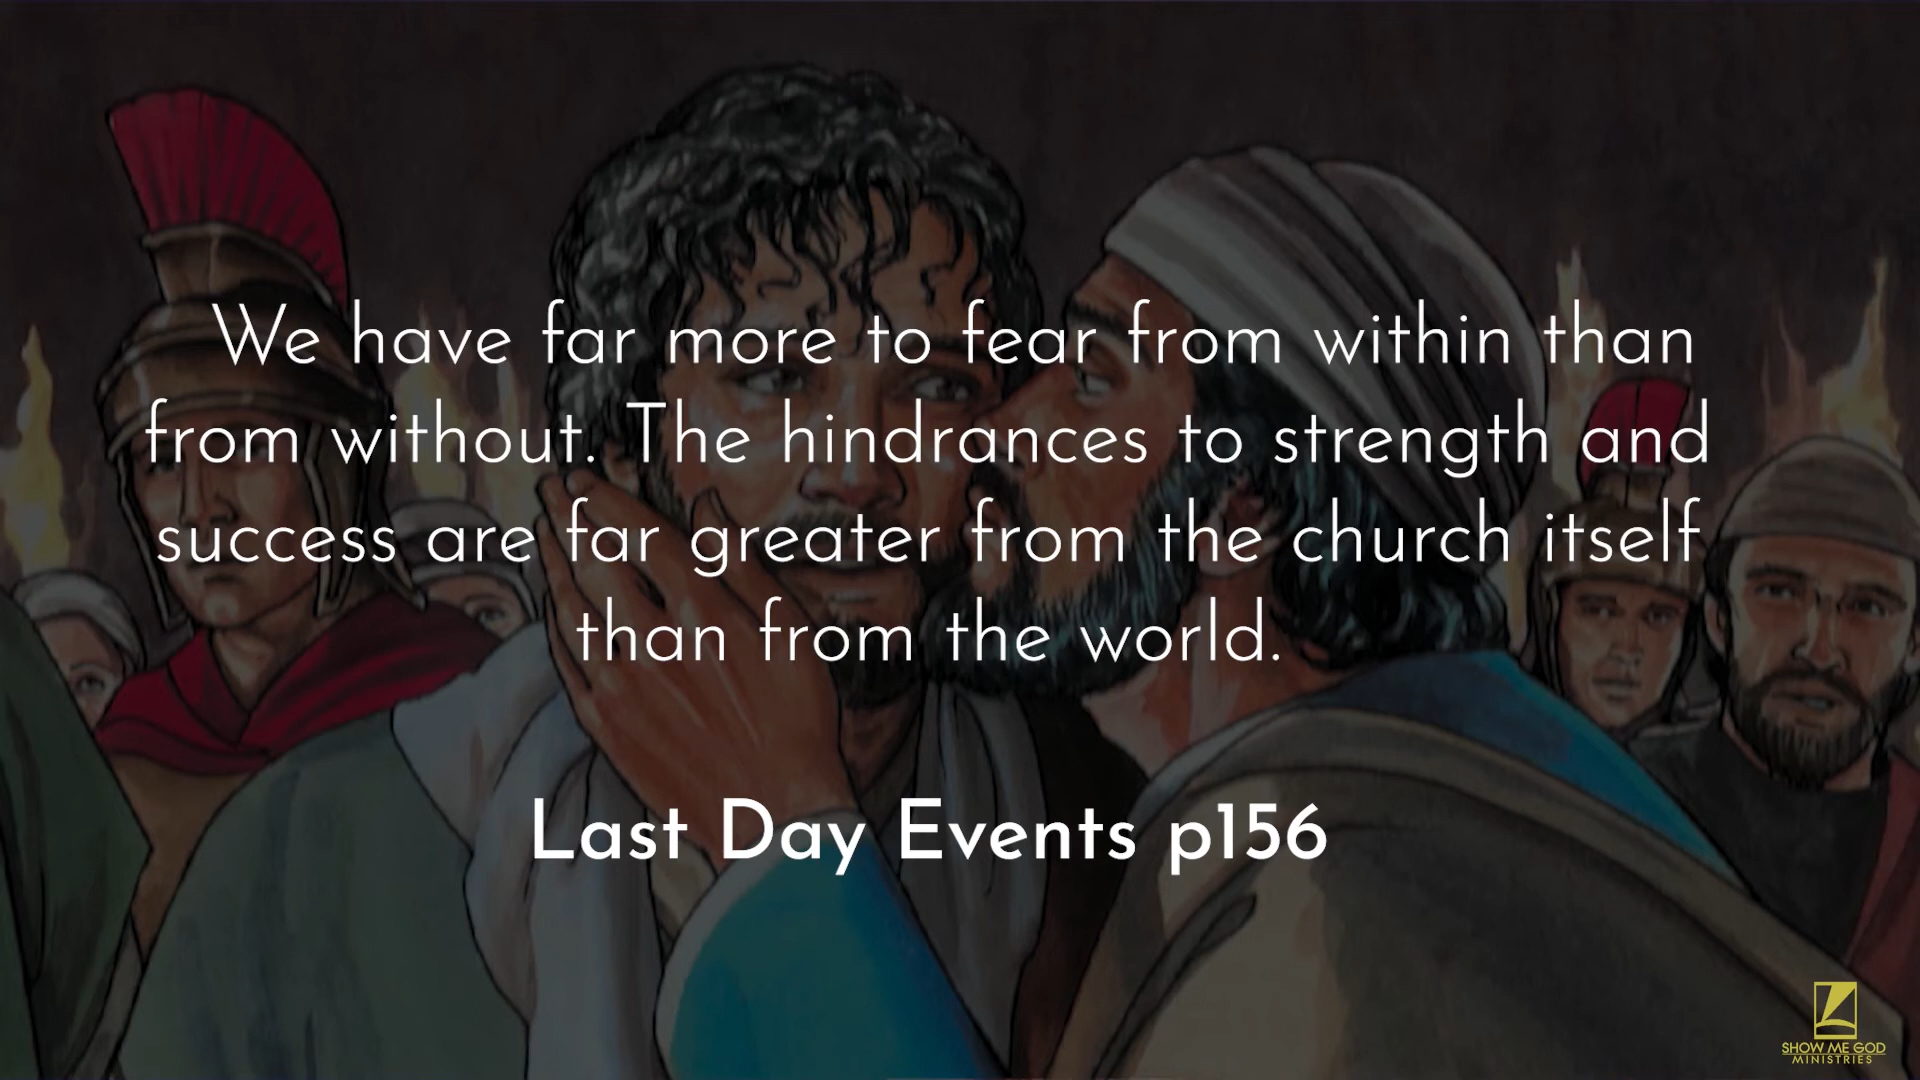 We have far more to fear from within than
from without. The hindrances to strength and
success are far greater from the church itself
than from the world.
Last Day Events p156
SHOW ME GOD
MINISTRIES